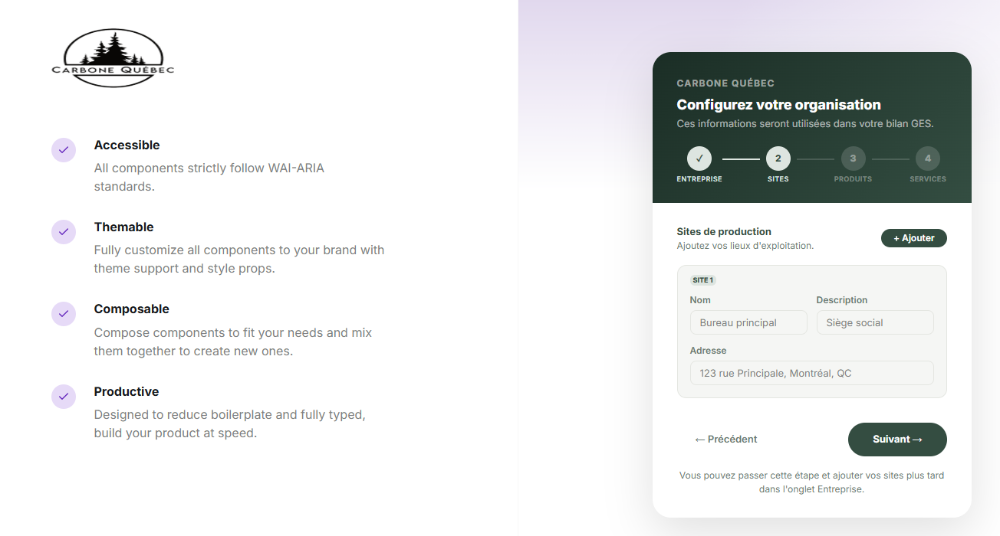 CARBONE QUÉBEC
Accessible
All components strictly follow WAI-ARIA
standards.
Themable
Fully customize all components to your brand with
theme support and style props.
Composable
Compose components to fit your needs and mix
them together to create new ones.
Productive
Designed to reduce boilerplate and fully typed,
build your product at speed.
CARBONE QUÉBEC
Configurez votre organisation
Ces informations seront utilisées dans votre bilan GES.
✓ 2 3 4
ENTREPRISE SITES PRODUITS SERVICES
Sites de production
Ajoutez vos lieux d'exploitation.
+ Ajouter
SITE 1
Nom Description
Bureau principal Siège social
Adresse
123 rue Principale, Montréal, QC
← Précédent Suivant →
Vous pouvez passer cette étape et ajouter vos sites plus tard
dans l'onglet Entreprise.